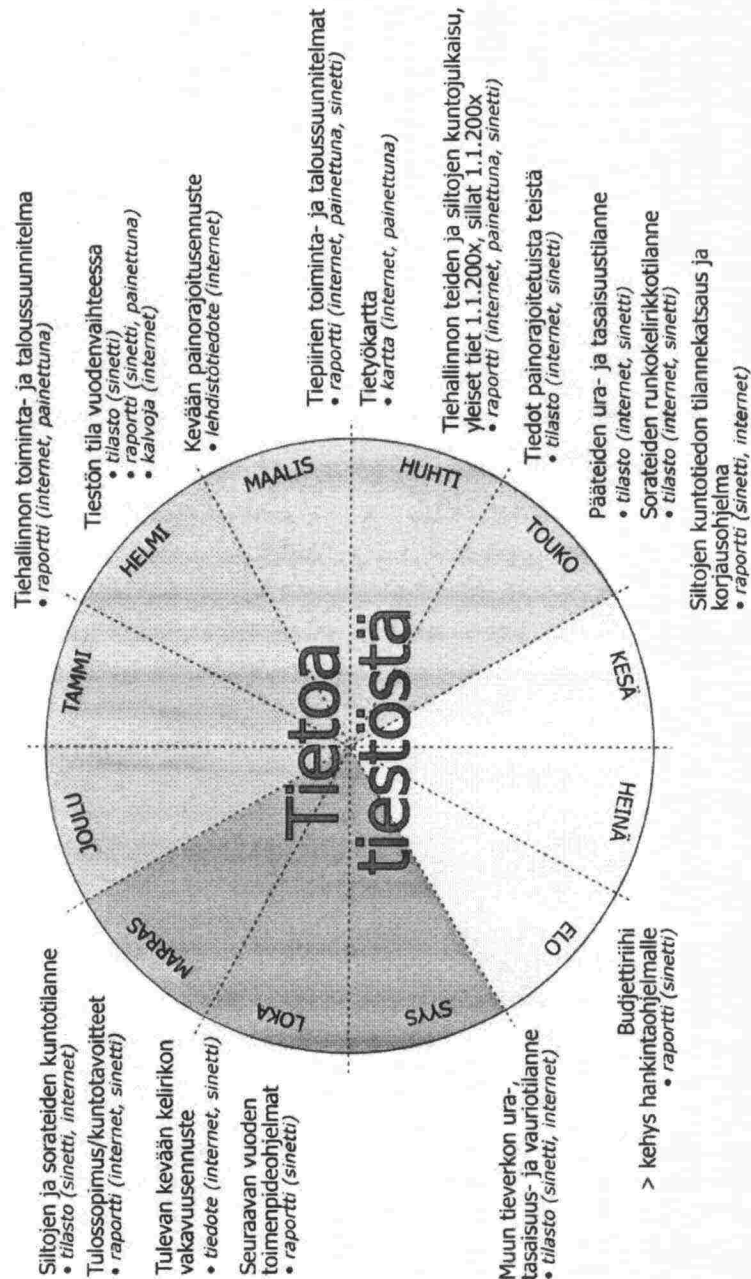 Tiehallinnon toiminta- ja taloussuunnitelma
• raportti (internet, painettuna)
Tiestön tila vuodenvaihteessa
• tilasto (sinetti)
• raportti (sinetti, painettuna)
• kalvoja (internet)
Kevään painorajoitusennuste
• lehdistötiedote (internet)
Tiepiirien toiminta- ja taloussuunnitelmat
• raportti (internet, painettuna, sinetti)
Tietyökartta
• kartta (internet, painettuna)
Tiehallinnon teiden ja siltojen kuntojulkaisu,
yleiset tiet 1.1.200x, sillat 1.1.200x
• raportti (internet, painettuna, sinetti)
Tiedot painorajoitetuista teistä
• tilasto (internet, sinetti)
Pääteiden ura- ja tasaisuustilanne
• tilasto (internet, sinetti)
Sorateiden runkokelirikkotilanne
• tilasto (internet, sinetti)
Siltojen kuntotiedon tilannekatsaus ja
korjausohjelma
• raportti (sinetti, internet)
Budjettiriihi
> kehys hankintaohjelmalle
• raportti (sinetti)
Muun tieverkon ura-,
tasaisuus- ja vauriotilanne
• tilasto (sinetti, internet)
Seuraavan vuoden
toimenpideohjelmat
• raportti (sinetti)
Tulevan kevään kelirikon
vakavuusennuste
• tiedote (internet, sinetti)
Siltojen ja sorateiden kuntotilanne
• tilasto (sinetti, internet)
Tulossopimus/kuntotavoitteet
• raportti (internet, sinetti)
TAMMI
HELMI
MAALIS
HUHTI
TOUKO
KESÄ
HEINÄ
ELO
SYYS
LOKA
MARRAS
JOULU
Tietoa
tiestöstä